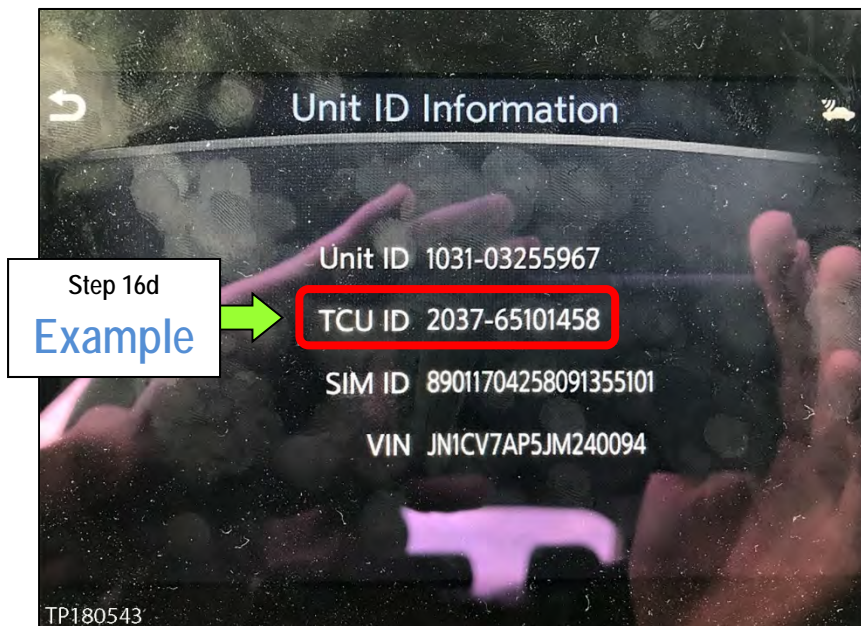 Unit ID Information
Unit ID 1031-03255967
Step 16d
Example
TCU ID 2037-65101458
SIM ID 89011704258091355101
VIN JN1CV7AP5JM240094
TP180543